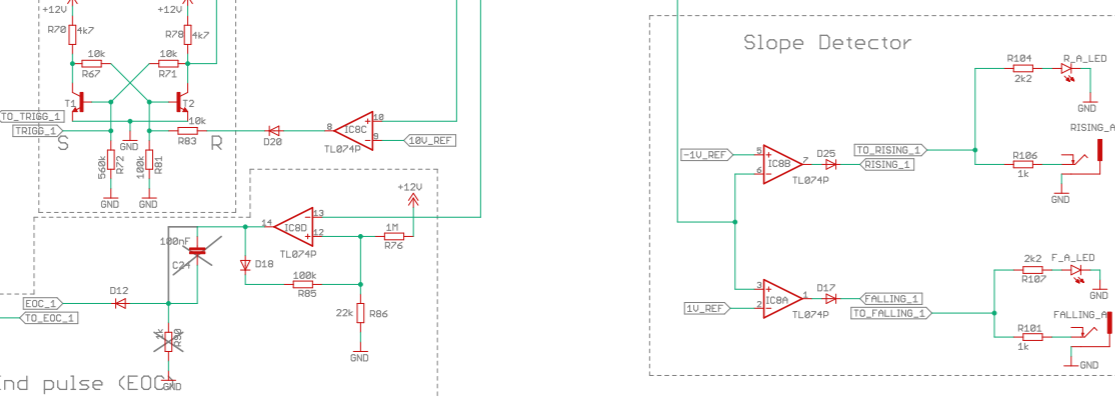 +12V
+12V
R70
4k7
R78
4k7
10k
R67
10k
R71
T1
T2
TO_TRIGG_1
TRIGG_1
S
GND
10k
R83
R
D20
560k
R72
100k
R81
GND
GND
8
IC8C
10
9
TL074P
10V_REF
+12V
14
IC8D
13
12
TL074P
1M
R76
100nF
C24
D18
100k
R85
22k
R86
GND
D12
EOC_1
TO_EOC_1
1k
R90
GND
End pulse (EOC)
Slope Detector
-1V_REF
5
6
IC8B
7
TL074P
D25
TO_RISING_1
RISING_1
R104
2k2
R_A_LED
GND
RISING_A
R106
1k
GND
1V_REF
3
2
IC8A
1
TL074P
D17
FALLING_1
TO_FALLING_1
2k2
R107
F_A_LED
GND
FALLING_A
R101
1k
GND